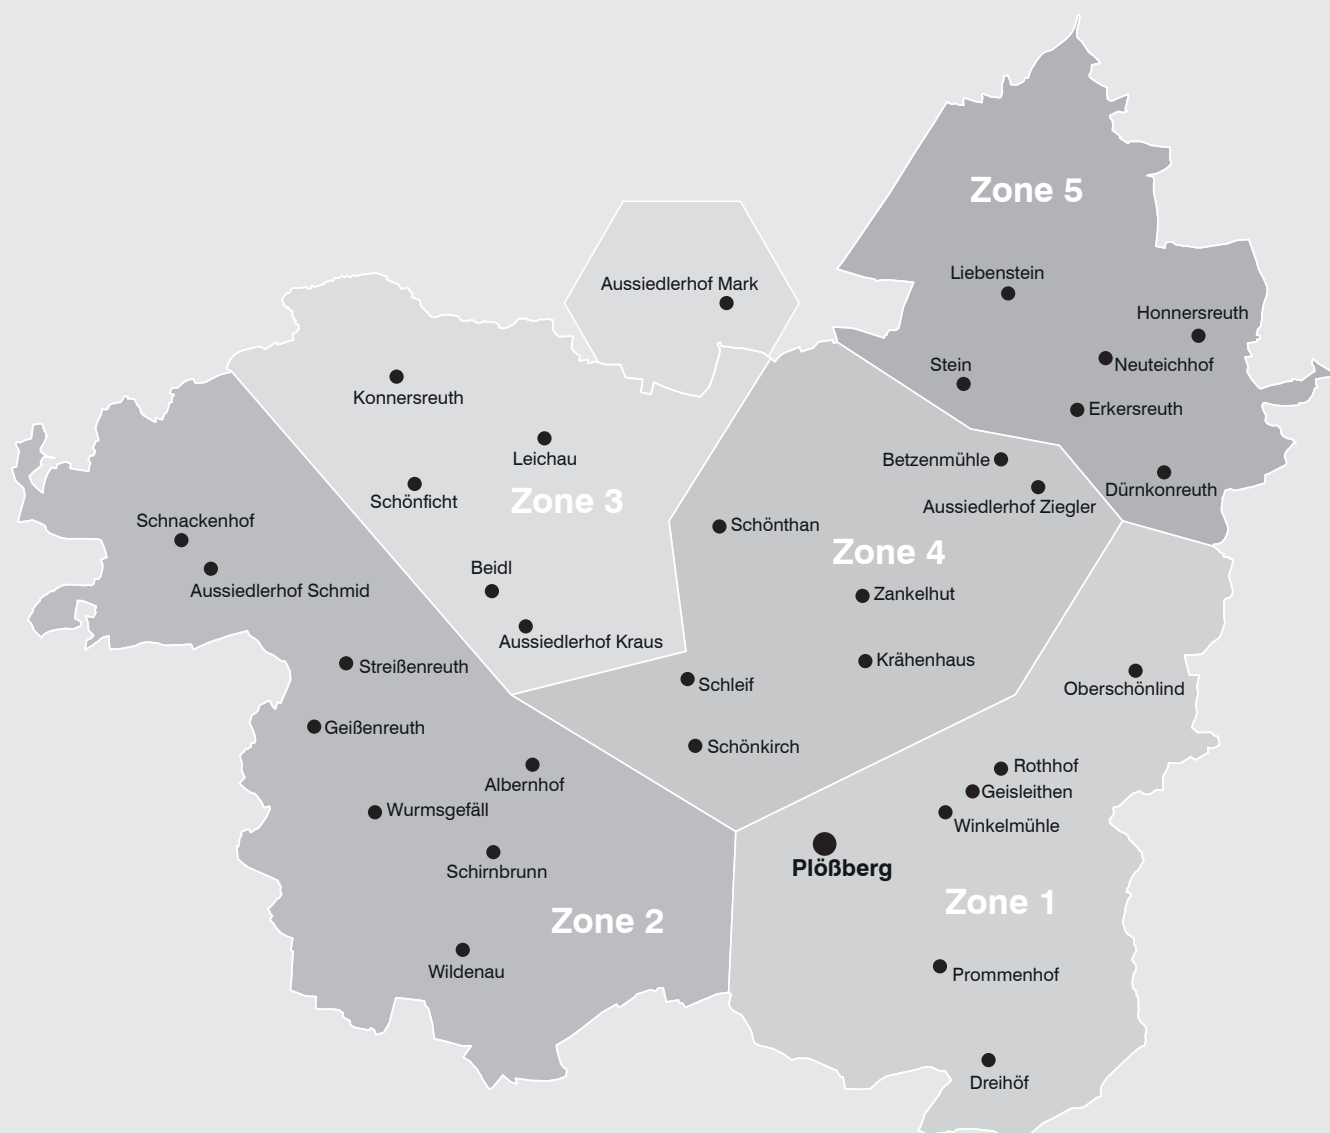 Zone 5
Liebenstein
Aussiedlerhof Mark
Honnersreuth
Stein
Neuteichhof
Konnersreuth
Erkersreuth
Leichau
Betzenmühle
Dürnkonreuth
Schönficht
Zone 3
Aussiedlerhof Ziegler
Schnackenhof
Schönthan
Zone 4
Beidl
Aussiedlerhof Schmid
Zankelhut
Aussiedlerhof Kraus
Streißenreuth
Krähenhaus
Schleif
Oberschönlind
Geißenreuth
Schönkirch
Rothhof
Albernhof
Geisleithen
Wurmsgefäll
Winkelmühle
Schirnbrunn
Plößberg
Zone 1
Zone 2
Wildenau
Prommenhof
Dreihöf